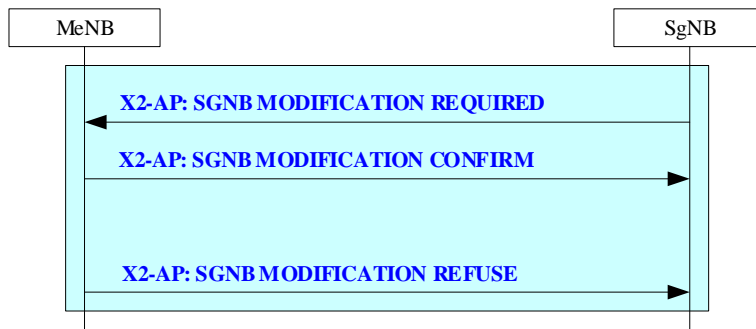 MeNB
SgNB
X2-AP: SGNB MODIFICATION REQUIRED
X2-AP: SGNB MODIFICATION CONFIRM
X2-AP: SGNB MODIFICATION REFUSE